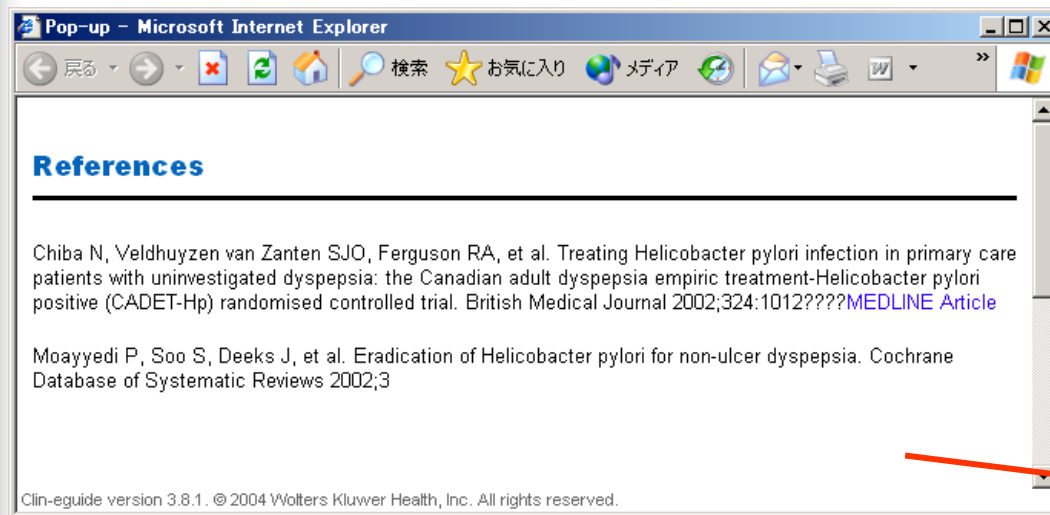 Pop-up - Microsoft Internet Explorer
戻る 検索 お気に入り メディア W »
References
Chiba N, Veldhuyzen van Zanten SJO, Ferguson RA, et al. Treating Helicobacter pylori infection in primary care
patients with uninvestigated dyspepsia: the Canadian adult dyspepsia empiric treatment-Helicobacter pylori
positive (CADET-Hp) randomised controlled trial. British Medical Journal 2002;324:1012????MEDLINE Article
Moayyedi P, Soo S, Deeks J, et al. Eradication of Helicobacter pylori for non-ulcer dyspepsia. Cochrane
Database of Systematic Reviews 2002;3
Clin-eguide version 3.8.1. © 2004 Wolters Kluwer Health, Inc. All rights reserved.